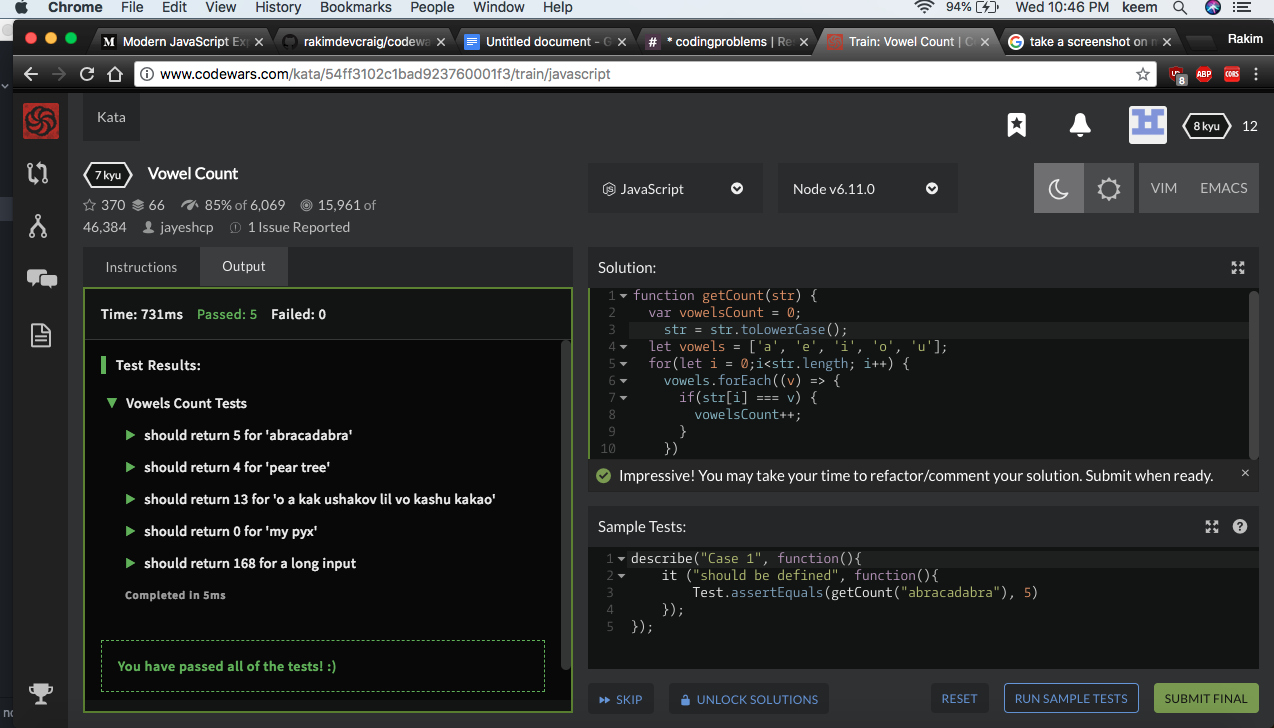 Chrome File Edit View History Bookmarks People Window Help 94% Wed 10:46 PM keem
Modern JavaScript Ex rakimdevcraig/codewa Untitled document - G * codingproblems | Re Train: Vowel Count | C take a screenshot on m Rakim
www.codewars.com/kata/54ff3102c1bad923760001f3/train/javascript 8 ABP CORS
Kata
8 kyu 12
7 kyu Vowel Count
JavaScript Node v6.11.0 VIM EMACS
370 66 85% of 6,069 15,961 of
46,384 jayeshcp 1 Issue Reported
Instructions Output
Time: 731ms Passed: 5 Failed: 0
Test Results:
Vowels Count Tests
should return 5 for 'abracadabra'
should return 4 for 'pear tree'
should return 13 for 'o a kak ushakov lil vo kashu kakao'
should return 0 for 'my pyx'
should return 168 for a long input
Completed in 5ms
You have passed all of the tests! :)
Solution:
1 function getCount(str) {
2 var vowelsCount = 0;
3 str = str.toLowerCase();
4 let vowels = ['a', 'e', 'i', 'o', 'u'];
5 for(let i = 0;i<str.length; i++) {
6 vowels.forEach((v) => {
7 if(str[i] === v) {
8 vowelsCount++;
9 }
10 })
Impressive! You may take your time to refactor/comment your solution. Submit when ready. ×
Sample Tests:
1 describe("Case 1", function(){
2 it ("should be defined", function(){
3 Test.assertEquals(getCount("abracadabra"), 5)
4 });
5 });
SKIP UNLOCK SOLUTIONS RESET RUN SAMPLE TESTS SUBMIT FINAL